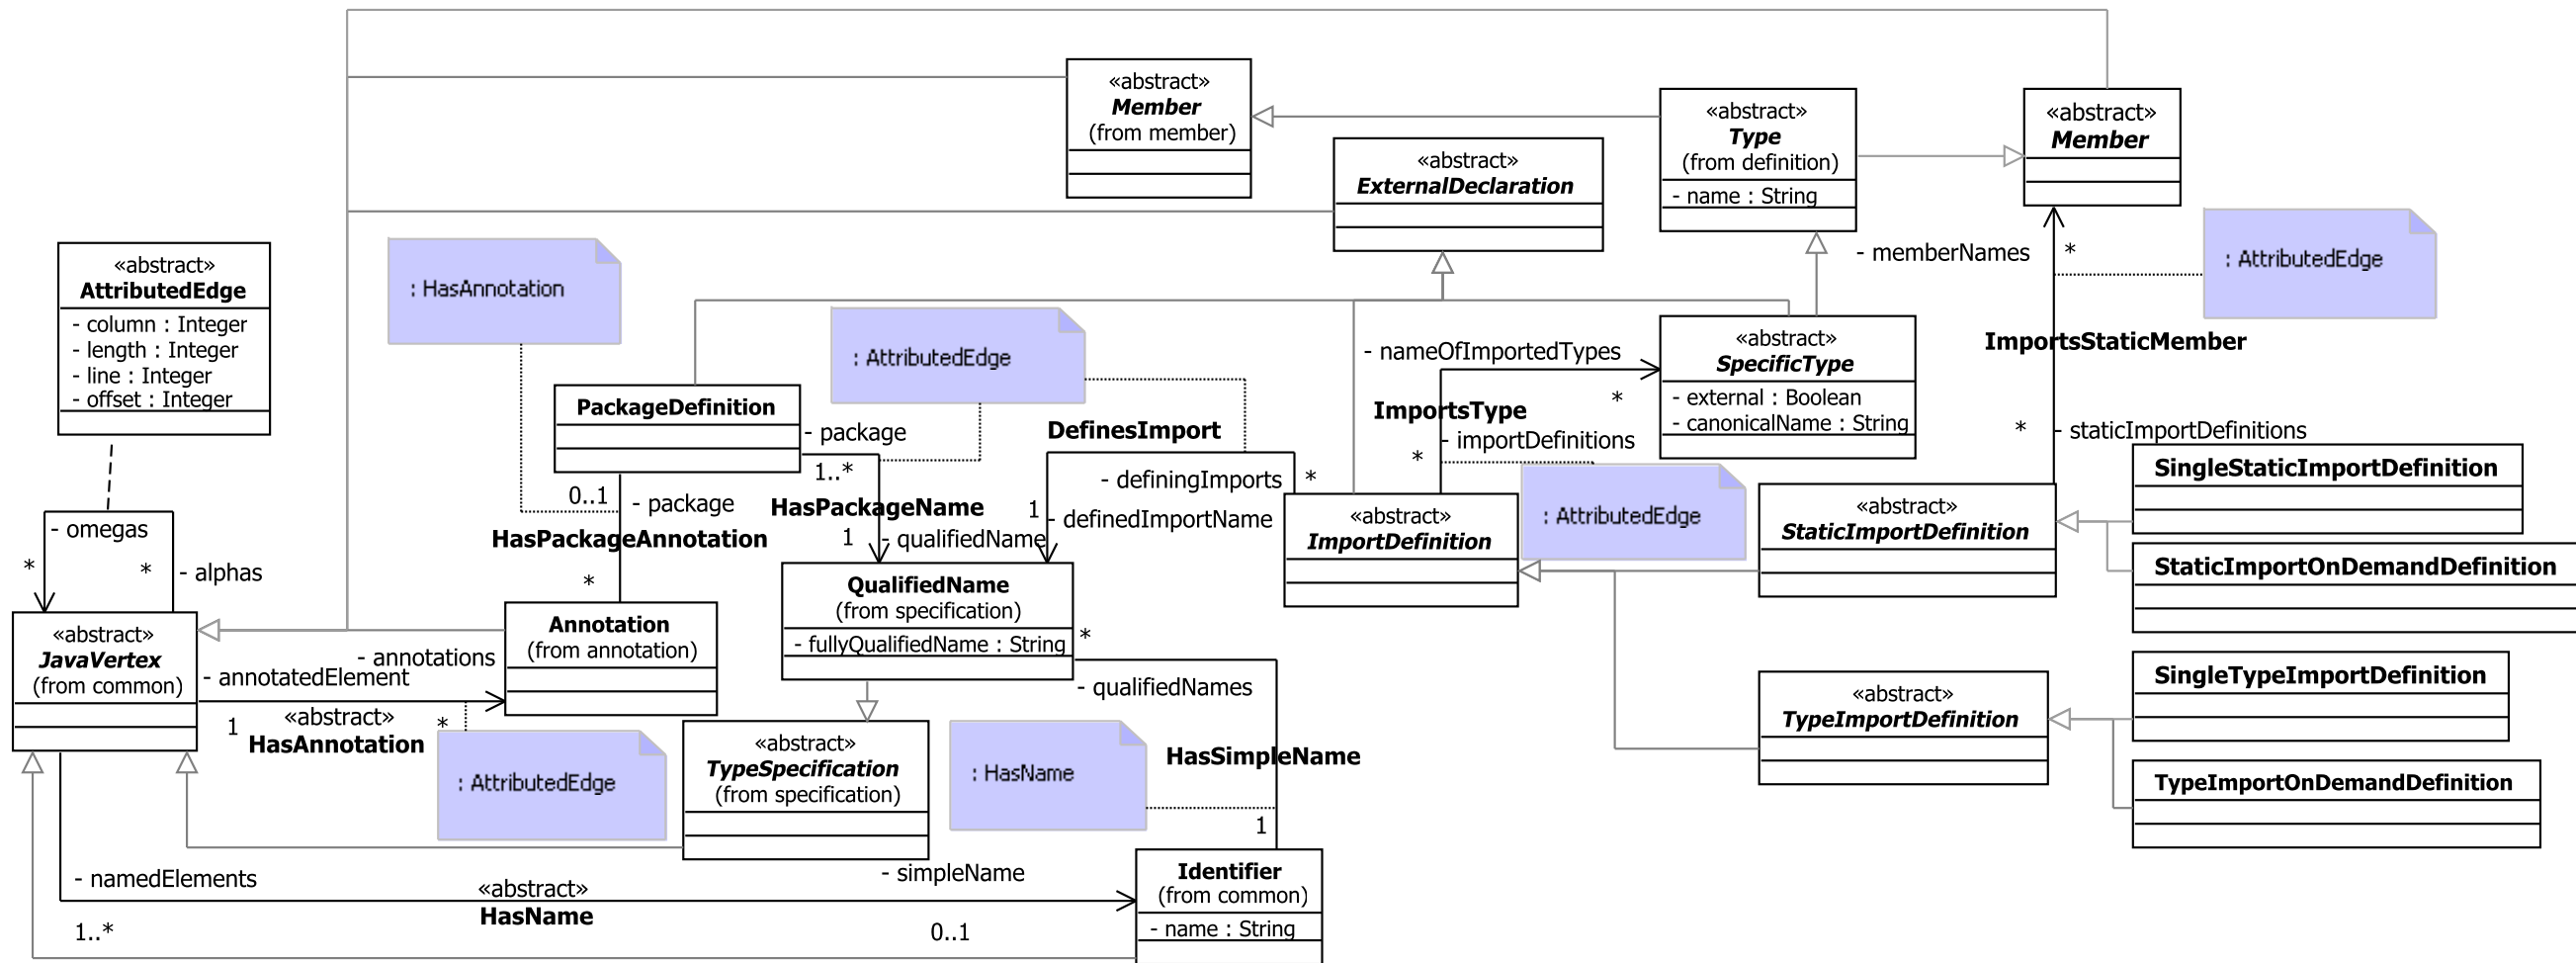 «abstract»
Member
(from member)
«abstract»
Type
(from definition)
- name : String
«abstract»
Member
«abstract»
ExternalDeclaration
«abstract»
AttributedEdge
- column : Integer
- length : Integer
- line : Integer
- offset : Integer
: HasAnnotation
: AttributedEdge
- memberNames
*
: AttributedEdge
ImportsStaticMember
- nameOfImportedTypes
*
«abstract»
SpecificType
- external : Boolean
- canonicalName : String
ImportsType
- importDefinitions
*
PackageDefinition
- package
1..*
DefinesImport
- definingImports
*
* - staticImportDefinitions
SingleStaticImportDefinition
0..1
- package
HasPackageName
1
- definedImportName
«abstract»
ImportDefinition
: AttributedEdge
«abstract»
StaticImportDefinition
StaticImportOnDemandDefinition
- omegas
*
* - alphas
HasPackageAnnotation
*
1 - qualifiedName
QualifiedName
(from specification)
- fullyQualifiedName : String
*
- qualifiedNames
«abstract»
JavaVertex
(from common)
Annotation
(from annotation)
- annotations
- annotatedElement
1
«abstract»
HasAnnotation
*
: AttributedEdge
«abstract»
TypeSpecification
(from specification)
: HasName
HasSimpleName
1
«abstract»
TypeImportDefinition
SingleTypeImportDefinition
TypeImportOnDemandDefinition
- namedElements
1..*
«abstract»
HasName
- simpleName
0..1
Identifier
(from common)
- name : String